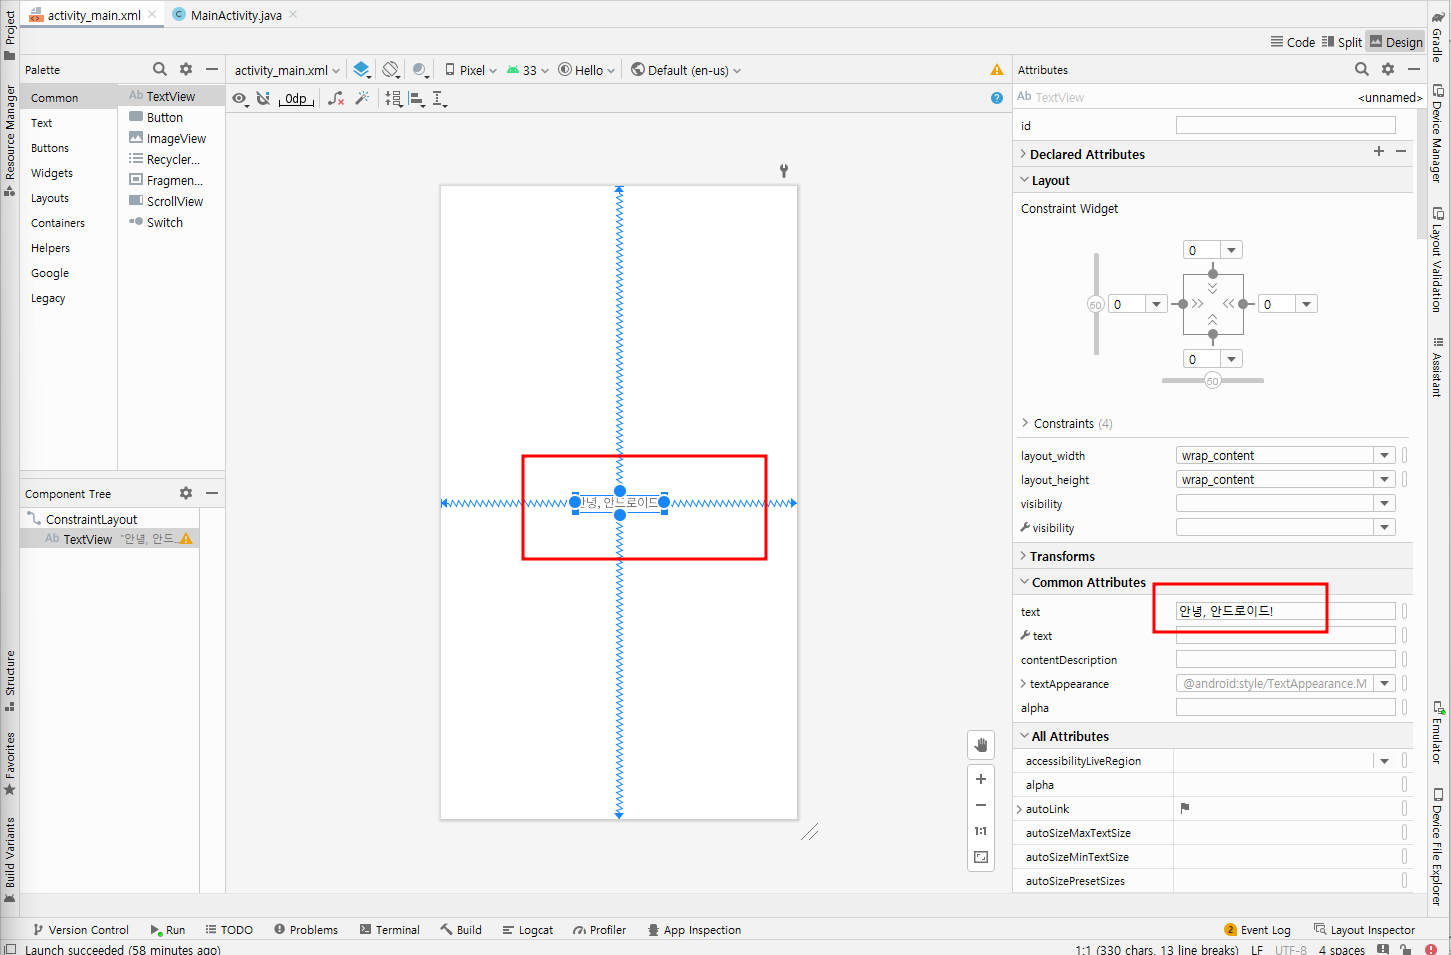 activity_main.xml
MainActivity.java
Code
Split
Design
Project
Resource Manager
Structure
Favorites
Build Variants
Palette
Common
Text
Buttons
Widgets
Layouts
Containers
Helpers
Google
Legacy
Ab TextView
Button
ImageView
Recycler...
Fragmen...
ScrollView
Switch
Component Tree
ConstraintLayout
Ab TextView "안녕, 안드...
activity_main.xml
Pixel
33
Hello
Default (en-us)
0dp
안녕, 안드로이드
1:1
Attributes
Ab TextView <unnamed>
id
Declared Attributes
Layout
Constraint Widget
0
50 0 0
0
50
Constraints (4)
layout_width wrap_content
layout_height wrap_content
visibility
visibility
Transforms
Common Attributes
text 안녕, 안드로이드!
text
contentDescription
textAppearance @android:style/TextAppearance.M
alpha
All Attributes
accessibilityLiveRegion
alpha
autoLink
autoSizeMaxTextSize
autoSizeMinTextSize
autoSizePresetSizes
Gradle
Device Manager
Layout Validation
Assistant
Emulator
Device File Explorer
Version Control
Run
TODO
Problems
Terminal
Build
Logcat
Profiler
App Inspection
2 Event Log
Layout Inspector
Launch succeeded (58 minutes ago)
1:1 (330 chars, 13 line breaks) LF UTF-8 4 spaces